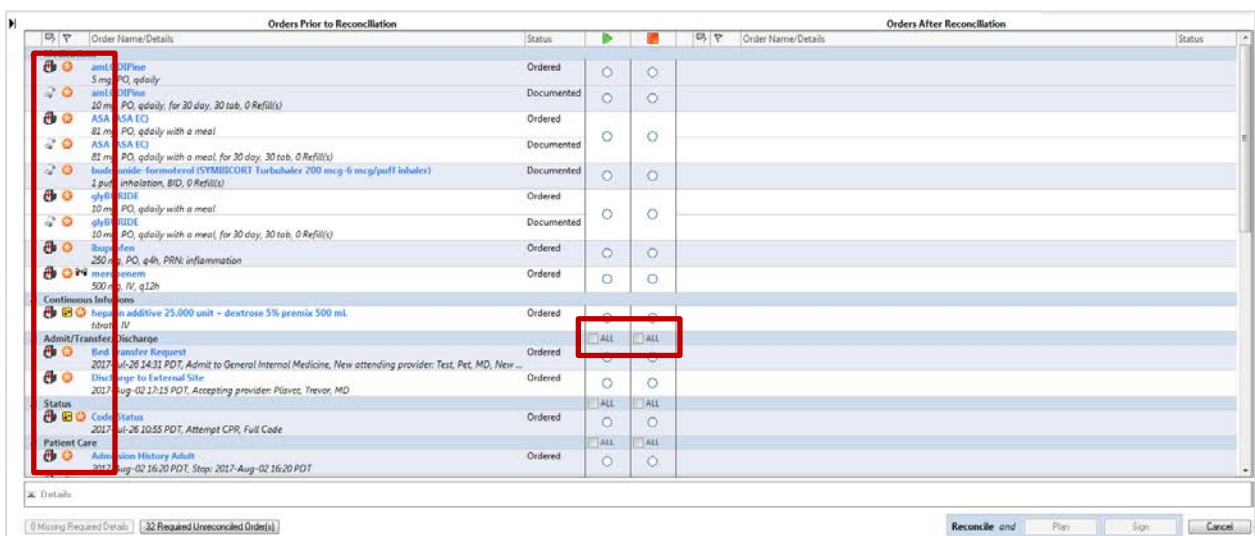 Orders Prior to Reconciliation
Orders After Reconciliation
Order Name/Details Status Order Name/Details Status
amLODIPine Ordered
5 mg, PO, qdaily
amLODIPine Documented
10 mg, PO, qdaily, for 30 day, 30 tab, 0 Refill(s)
ASA (ASA EC) Ordered
81 mg, PO, qdaily with a meal
ASA (ASA EC) Documented
81 mg, PO, qdaily with a meal, for 30 day, 30 tab, 0 Refill(s)
budesonide-formoterol (SYMBICORT Turbuhaler 200 mcg-6 mcg/puff inhaler) Documented
1 puff, inhalation, BID, 0 Refill(s)
glyBURIDE Ordered
10 mg, PO, qdaily with a meal
glyBURIDE Documented
10 mg, PO, qdaily with a meal, for 30 day, 30 tab, 0 Refill(s)
ibuprofen Ordered
250 mg, PO, q4h, PRN: inflammation
meropenem Ordered
500 mg, IV, q12h
Continuous Infusions
heparin additive 25,000 unit + dextrose 5% premix 500 mL Ordered
titrate, IV
Admit/Transfer/Discharge ALL ALL
Bed Transfer Request Ordered
2017-Jul-26 14:31 PDT, Admit to General Internal Medicine, New attending provider: Test, Pet, MD, New ...
Discharge to External Site Ordered
2017-Aug-02 17:15 PDT, Accepting provider: Plisvcc, Trevor, MD
Status ALL ALL
Code Status Ordered
2017-Jul-26 10:55 PDT, Attempt CPR, Full Code
Patient Care ALL ALL
Admission History Adult Ordered
2017-Aug-02 16:20 PDT, Stop: 2017-Aug-02 16:20 PDT
Details
0 Missing Required Details 32 Required Unreconciled Order(s) Reconcile and Plan Sign Cancel